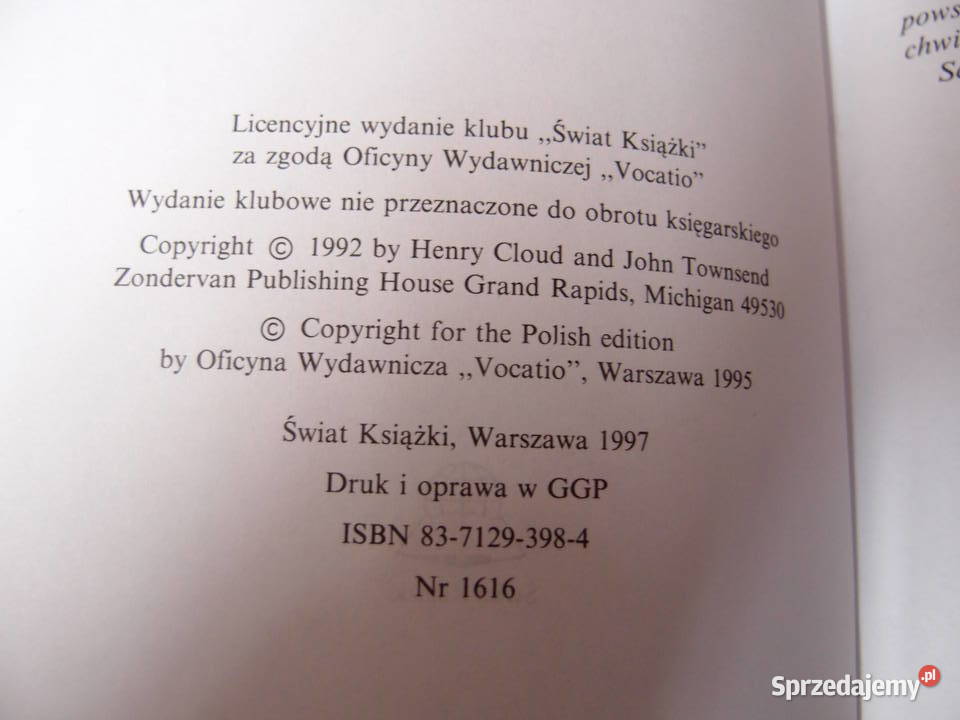 Licencyjne wydanie klubu ,,Świat Książki”
za zgodą Oficyny Wydawniczej ,,Vocatio”
Wydanie klubowe nie przeznaczone do obrotu księgarskiego
Copyright © 1992 by Henry Cloud and John Townsend
Zondervan Publishing House Grand Rapids, Michigan 49530
© Copyright for the Polish edition
by Oficyna Wydawnicza ,,Vocatio”, Warszawa 1995
Świat Książki, Warszawa 1997
Druk i oprawa w GGP
ISBN 83-7129-398-4
Nr 1616
Sprzedajemy.pl